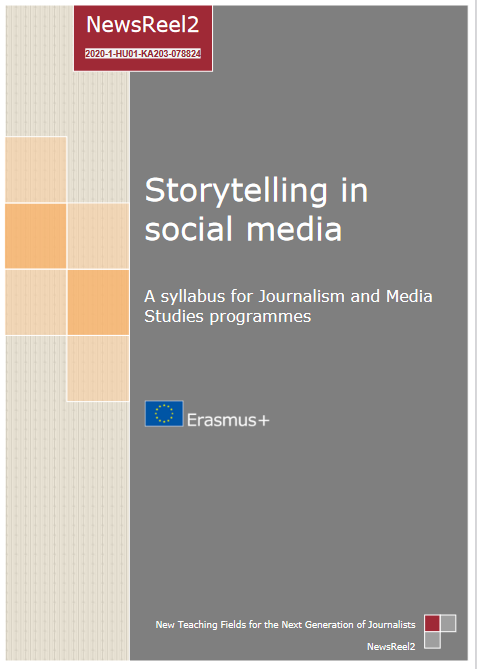 NewsReel2
2020-1-HU01-KA203-078824
Storytelling in
social media
A syllabus for Journalism and Media
Studies programmes
Erasmus+
New Teaching Fields for the Next Generation of Journalists
NewsReel2